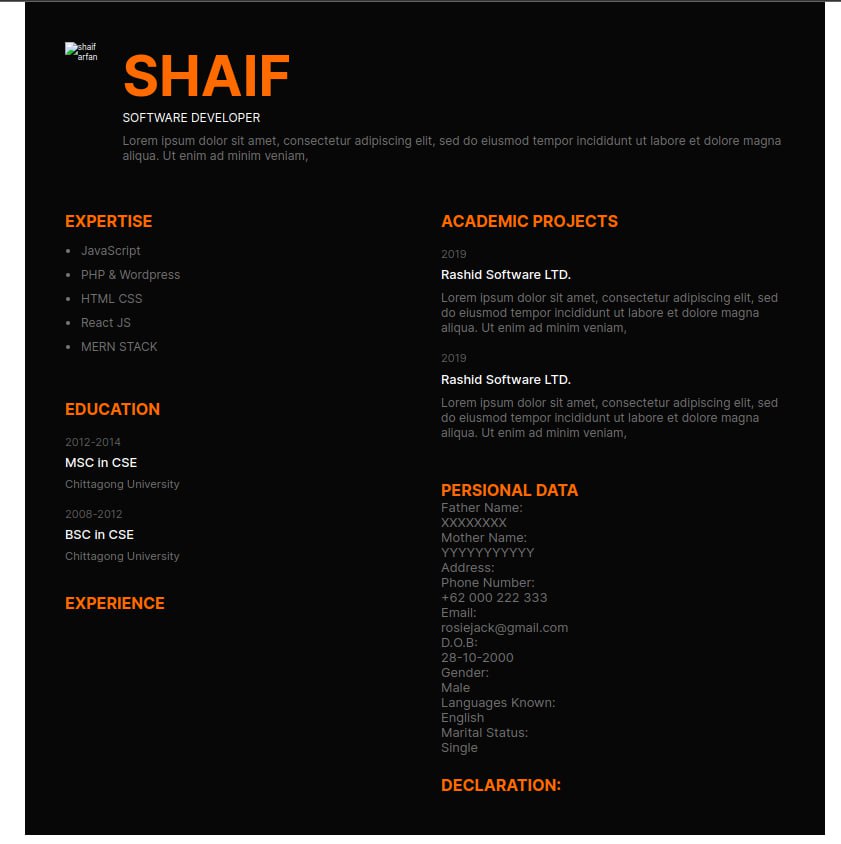 shaif
arfan
SHAIF
SOFTWARE DEVELOPER
Lorem ipsum dolor sit amet, consectetur adipiscing elit, sed do eiusmod tempor incididunt ut labore et dolore magna
aliqua. Ut enim ad minim veniam,
EXPERTISE
• JavaScript
• PHP & Wordpress
• HTML CSS
• React JS
• MERN STACK
EDUCATION
2012-2014
MSC in CSE
Chittagong University
2008-2012
BSC in CSE
Chittagong University
EXPERIENCE
ACADEMIC PROJECTS
2019
Rashid Software LTD.
Lorem ipsum dolor sit amet, consectetur adipiscing elit, sed
do eiusmod tempor incididunt ut labore et dolore magna
aliqua. Ut enim ad minim veniam,
2019
Rashid Software LTD.
Lorem ipsum dolor sit amet, consectetur adipiscing elit, sed
do eiusmod tempor incididunt ut labore et dolore magna
aliqua. Ut enim ad minim veniam,
PERSIONAL DATA
Father Name:
XXXXXXXX
Mother Name:
YYYYYYYYYYY
Address:
Phone Number:
+62 000 222 333
Email:
rosiejack@gmail.com
D.O.B:
28-10-2000
Gender:
Male
Languages Known:
English
Marital Status:
Single
DECLARATION: